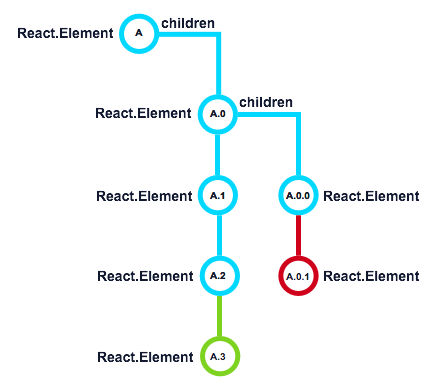 React.Element A children
React.Element A.0 children
React.Element A.1 A.0.0 React.Element
React.Element A.2 A.0.1 React.Element
React.Element A.3